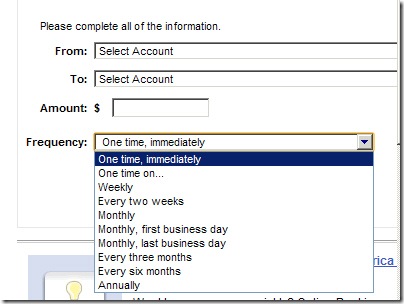 Please complete all of the information.
From: Select Account
To: Select Account
Amount: $
Frequency: One time, immediately
One time, immediately
One time on...
Weekly
Every two weeks
Monthly
Monthly, first business day
Monthly, last business day
Every three months
Every six months
Annually
rica